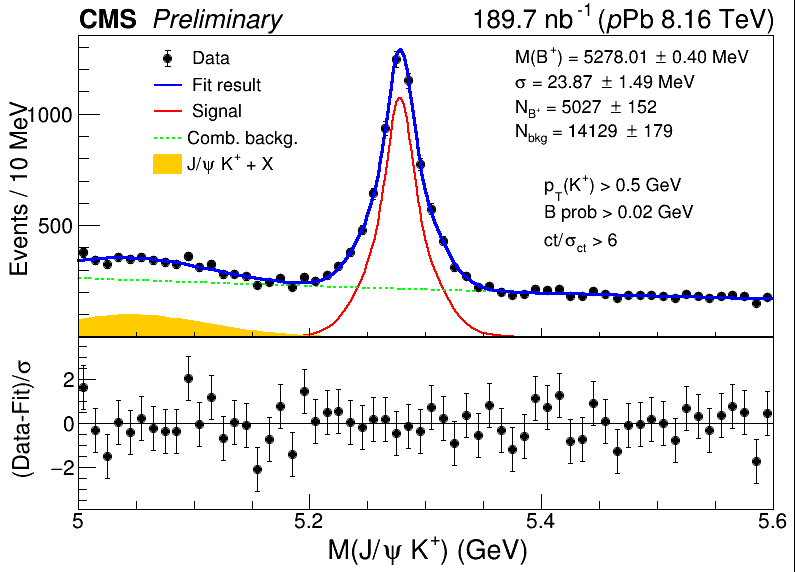 CMS Preliminary 189.7 nb⁻¹ (pPb 8.16 TeV)
Data
Fit result
Signal
Comb. backg.
J/ψ K⁺ + X
M(B⁺) = 5278.01 ± 0.40 MeV
σ = 23.87 ± 1.49 MeV
N_B⁺ = 5027 ± 152
N_bkg = 14129 ± 179
p_T(K⁺) > 0.5 GeV
B prob > 0.02 GeV
ct/σ_ct > 6
Events / 10 MeV
1000
500
(Data-Fit)/σ
2
0
−2
5 5.2 5.4 5.6
M(J/ψ K⁺) (GeV)